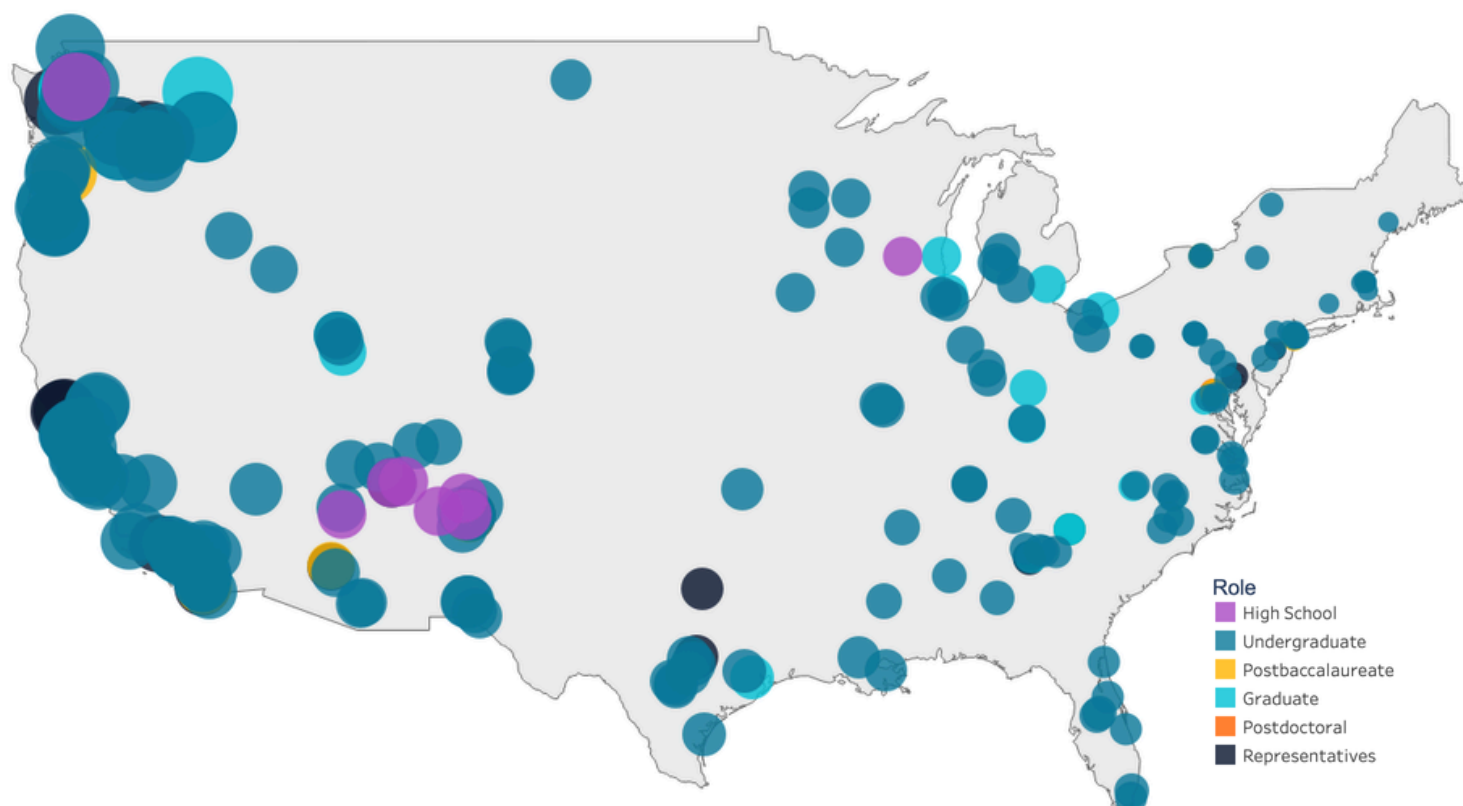 Role
High School
Undergraduate
Postbaccalaureate
Graduate
Postdoctoral
Representatives